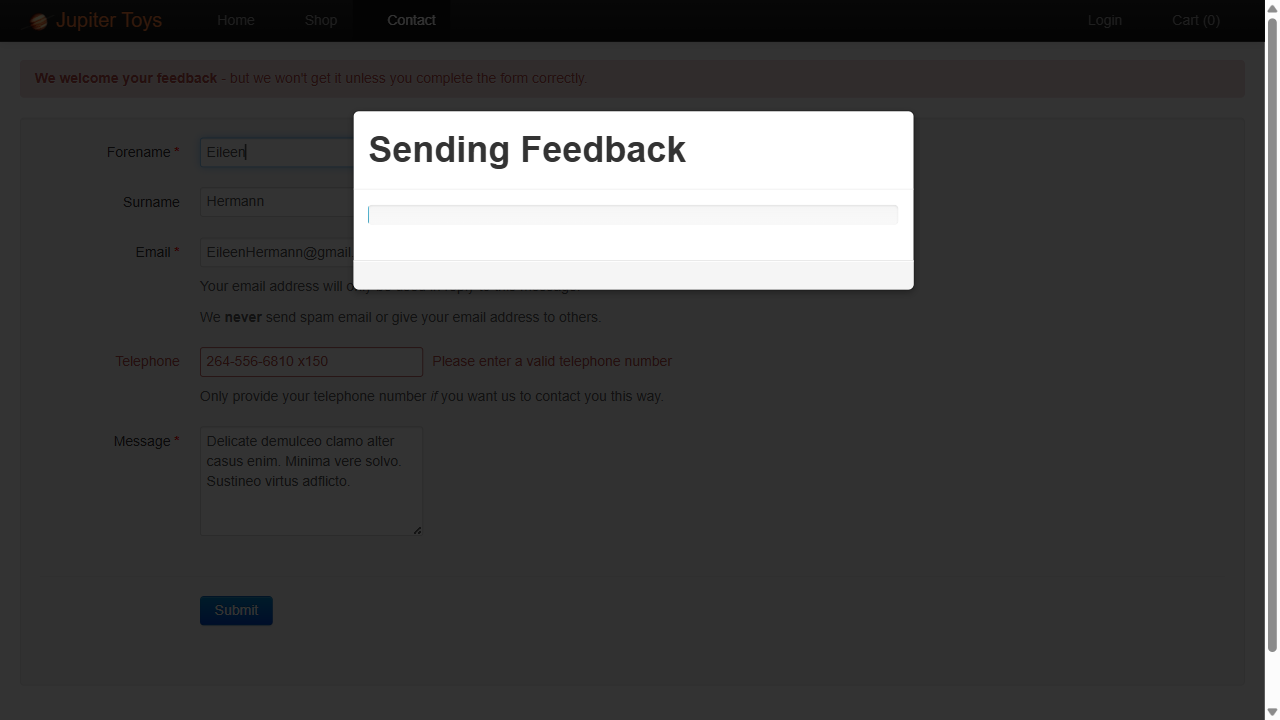 Jupiter Toys Home Shop Contact Login Cart (0)
We welcome your feedback - but we won't get it unless you complete the form correctly.
Sending Feedback
Forename * Eileen
Surname Hermann
Email * EileenHermann@gmail.
Your email address will only be used
We never send spam email or give your email address to others.
Telephone 264-556-6810 x150 Please enter a valid telephone number
Only provide your telephone number if you want us to contact you this way.
Message * Delicate demulceo clamo alter
casus enim. Minima vere solvo.
Sustineo virtus adflicto.
Submit